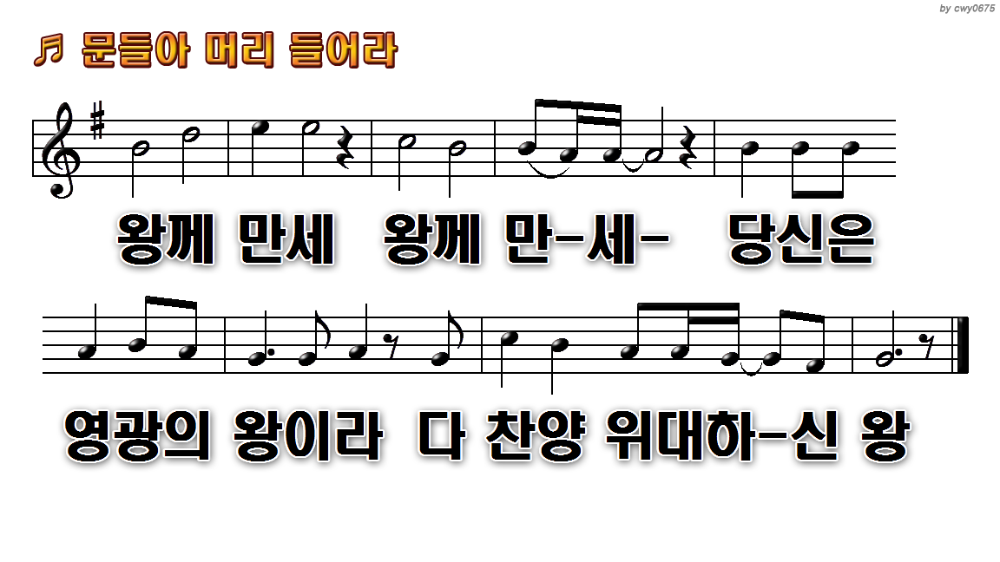 by cwy0675
♬ 문들아 머리 들어라
왕께 만세 왕께 만-세- 당신은
영광의 왕이라 다 찬양 위대하-신 왕